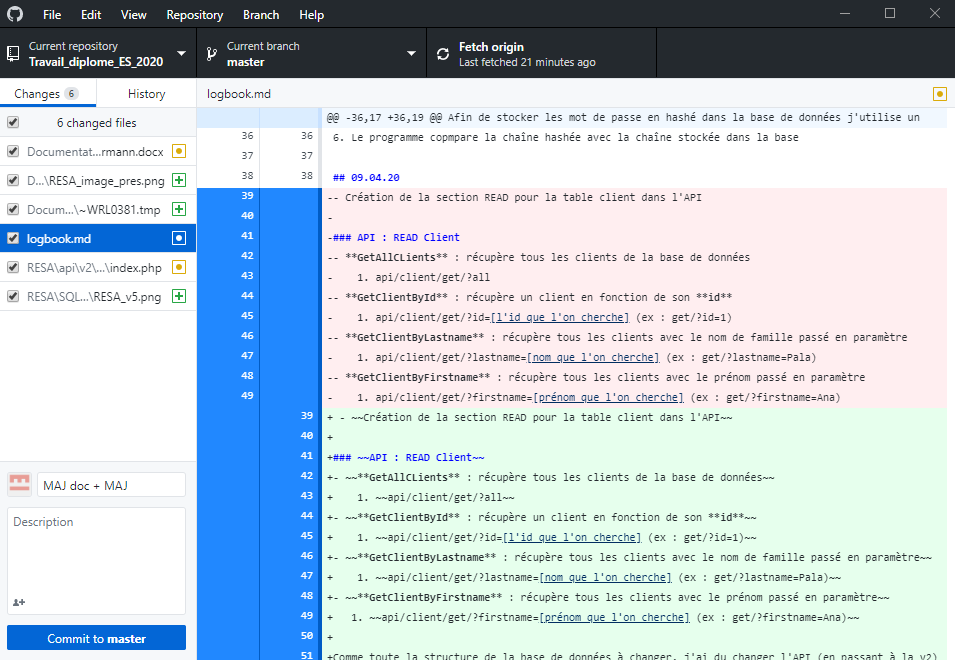 File Edit View Repository Branch Help
Current repository
Travail_diplome_ES_2020
Current branch
master
Fetch origin
Last fetched 21 minutes ago
Changes 6 History
6 changed files
Documentat...rmann.docx
D...\RESA_image_pres.png
Docum...\~WRL0381.tmp
logbook.md
RESA\api\v2\...\index.php
RESA\SQL...\RESA_v5.png
MAJ doc + MAJ
Description
Commit to master
logbook.md
@@ -36,17 +36,19 @@ Afin de stocker les mot de passe en hashé dans la base de données j'utilise un
36 36 6. Le programme copmpare la chaîne hashée avec la chaîne stockée dans la base
37 37
38 38 ## 09.04.20
39 -- Création de la section READ pour la table client dans l'API
40 -
41 -### API : READ Client
42 -- **GetAllCLients** : récupère tous les clients de la base de données
43 - 1. api/client/get/?all
44 -- **GetClientById** : récupère un client en fonction de son **id**
45 - 1. api/client/get/?id=[l'id que l'on cherche] (ex : get/?id=1)
46 -- **GetClientByLastname** : récupère tous les clients avec le nom de famille passé en paramètre
47 - 1. api/client/get/?lastname=[nom que l'on cherche] (ex : get/?lastname=Pala)
48 -- **GetClientByFirstname** : récupère tous les clients avec le prénom passé en paramètre
49 - 1. api/client/get/?firstname=[prénom que l'on cherche] (ex : get/?firstname=Ana)
39 + - ~~Création de la section READ pour la table client dans l'API~~
40 +
41 +### ~~API : READ Client~~
42 +- ~~**GetAllCLients** : récupère tous les clients de la base de données~~
43 + 1. ~~api/client/get/?all~~
44 +- ~~**GetClientById** : récupère un client en fonction de son **id**~~
45 + 1. ~~api/client/get/?id=[l'id que l'on cherche] (ex : get/?id=1)~~
46 +- ~~**GetClientByLastname** : récupère tous les clients avec le nom de famille passé en paramètre~~
47 + 1. ~~api/client/get/?lastname=[nom que l'on cherche] (ex : get/?lastname=Pala)~~
48 +- ~~**GetClientByFirstname** : récupère tous les clients avec le prénom passé en paramètre~~
49 + 1. ~~api/client/get/?firstname=[prénom que l'on cherche] (ex : get/?firstname=Ana)~~
50 +
51 +Comme toute la structure de la base de données à changer, j'ai du changer l'API (en passant à la v2)